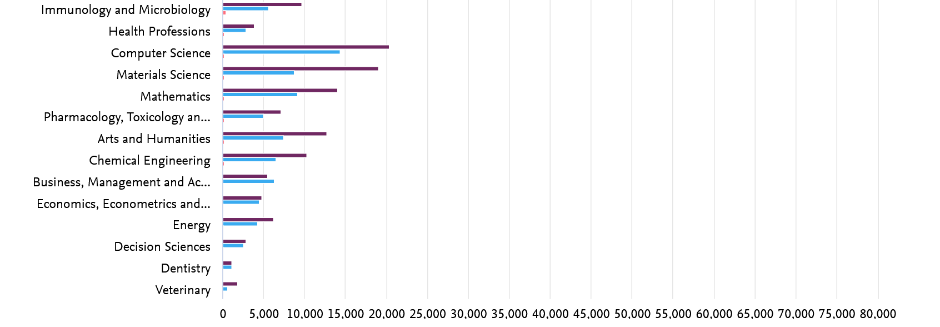 Immunology and Microbiology
Health Professions
Computer Science
Materials Science
Mathematics
Pharmacology, Toxicology an...
Arts and Humanities
Chemical Engineering
Business, Management and Ac...
Economics, Econometrics and...
Energy
Decision Sciences
Dentistry
Veterinary
0 5,000 10,000 15,000 20,000 25,000 30,000 35,000 40,000 45,000 50,000 55,000 60,000 65,000 70,000 75,000 80,000